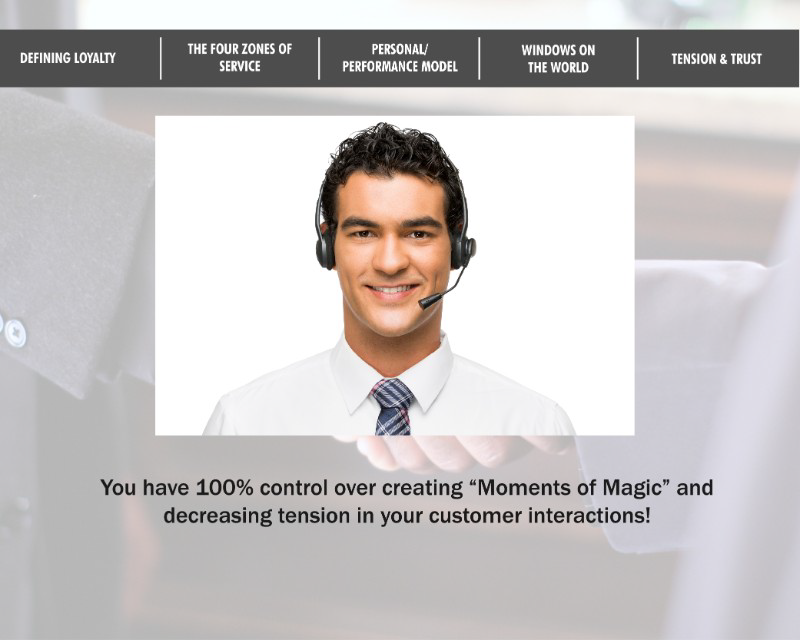 DEFINING LOYALTY
THE FOUR ZONES OF
SERVICE
PERSONAL/
PERFORMANCE MODEL
WINDOWS ON
THE WORLD
TENSION & TRUST
You have 100% control over creating “Moments of Magic” and
decreasing tension in your customer interactions!